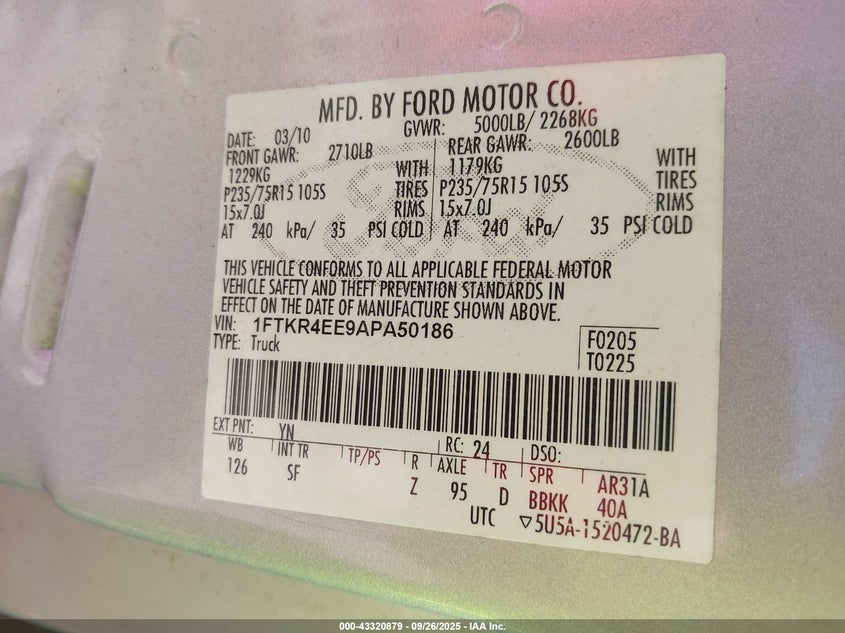 MFD. BY FORD MOTOR CO.
DATE: 03/10 GVWR: 5000LB/ 2268KG
FRONT GAWR: 2710LB REAR GAWR: 2600LB
1229KG WITH 1179KG WITH
P235/75R15 105S TIRES P235/75R15 105S TIRES
15x7.0J RIMS 15x7.0J RIMS
AT 240 kPa/ 35 PSI COLD AT 240 kPa/ 35 PSI COLD
THIS VEHICLE CONFORMS TO ALL APPLICABLE FEDERAL MOTOR
VEHICLE SAFETY AND THEFT PREVENTION STANDARDS IN
EFFECT ON THE DATE OF MANUFACTURE SHOWN ABOVE.
VIN: 1FTKR4EE9APA50186 F0205
TYPE: Truck T0225
EXT PNT: YN RC: 24 DSO:
WB INT TR TP/PS R AXLE TR SPR AR31A
126 SF Z 95 D BBKK 40A
UTC ▽5U5A-1520472-BA
000-43320879 - 09/26/2025 - IAA Inc.